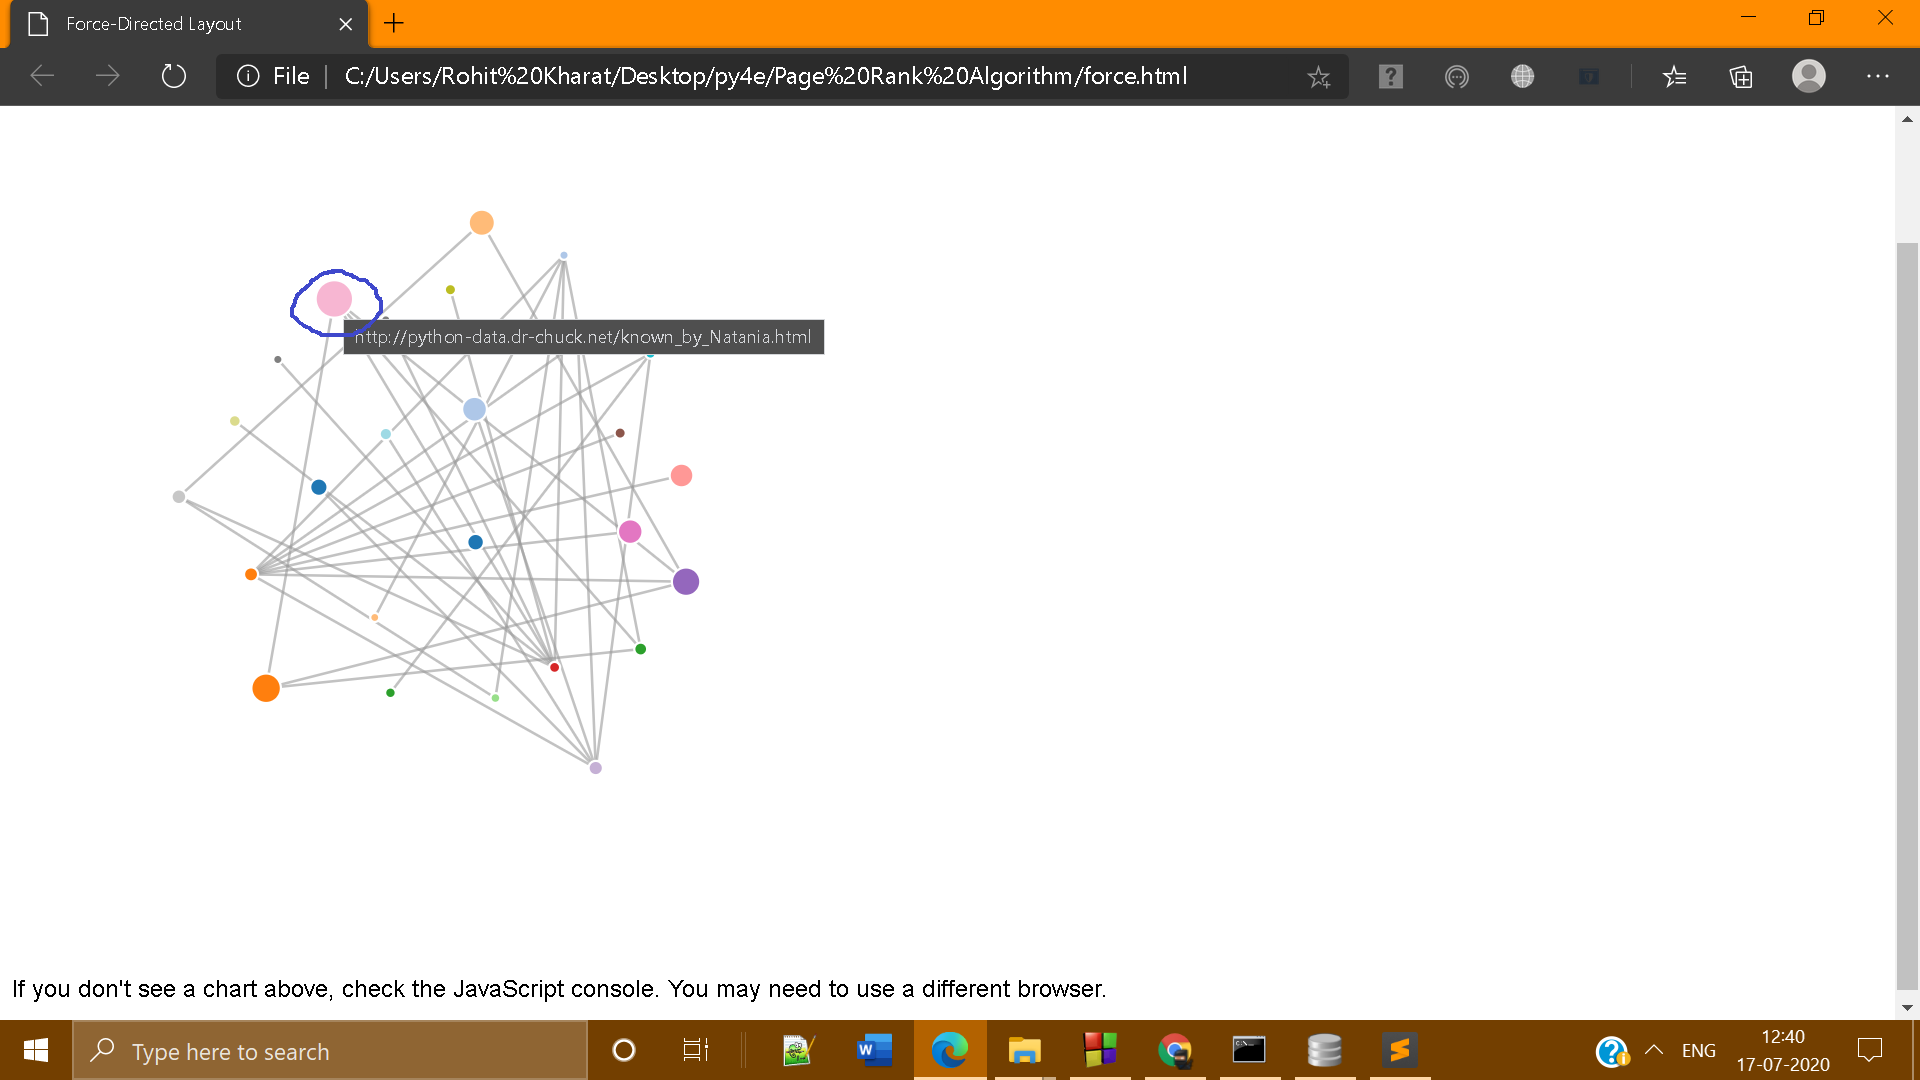 Force-Directed Layout
File
C:/Users/Rohit%20Kharat/Desktop/py4e/Page%20Rank%20Algorithm/force.html
http://python-data.dr-chuck.net/known_by_Natania.html
If you don't see a chart above, check the JavaScript console. You may need to use a different browser.
Type here to search
ENG
12:40
17-07-2020